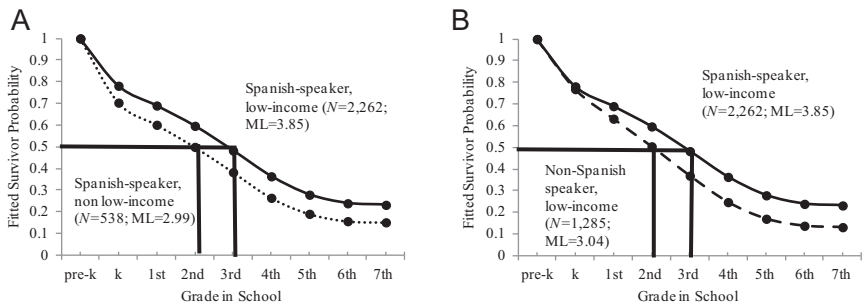 A
Fitted Survivor Probability
1
0.9
0.8
0.7
0.6
0.5
0.4
0.3
0.2
0.1
0
Spanish-speaker,
low-income (N=2,262;
ML=3.85)
Spanish-speaker,
non low-income
(N=538; ML=2.99)
pre-k k 1st 2nd 3rd 4th 5th 6th 7th
Grade in School
B
Fitted Survivor Probability
1
0.9
0.8
0.7
0.6
0.5
0.4
0.3
0.2
0.1
0
Spanish-speaker,
low-income
(N=2,262; ML=3.85)
Non-Spanish
speaker,
low-income
(N=1,285;
ML=3.04)
pre-k k 1st 2nd 3rd 4th 5th 6th 7th
Grade in School